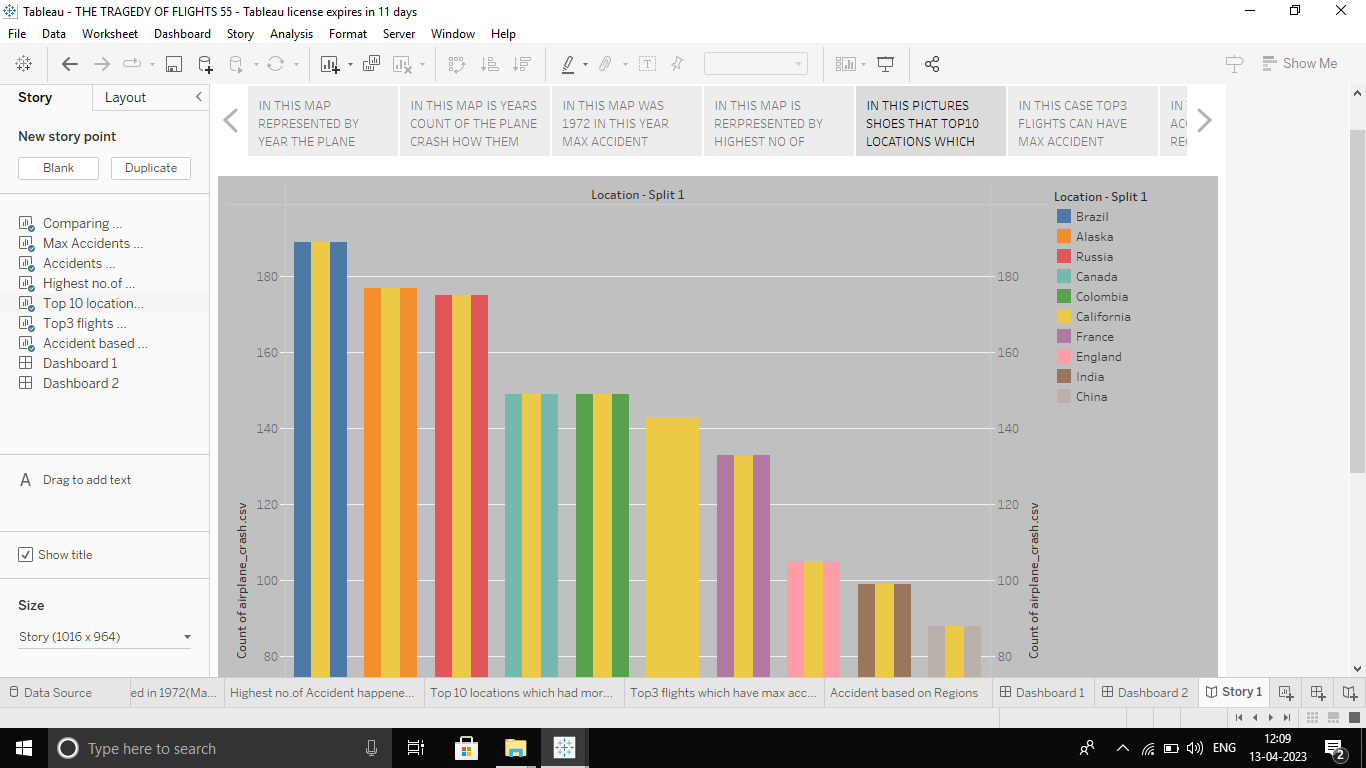 Tableau - THE TRAGEDY OF FLIGHTS 55 - Tableau license expires in 11 days
File Data Worksheet Dashboard Story Analysis Format Server Window Help
Show Me
Story Layout
New story point
Blank Duplicate
Comparing ...
Max Accidents ...
Accidents ...
Highest no.of ...
Top 10 location...
Top3 flights ...
Accident based ...
Dashboard 1
Dashboard 2
A Drag to add text
Show title
Size
Story (1016 x 964)
IN THIS MAP
REPRESENTED BY
YEAR THE PLANE
IN THIS MAP IS YEARS
COUNT OF THE PLANE
CRASH HOW THEM
IN THIS MAP WAS
1972 IN THIS YEAR
MAX ACCIDENT
IN THIS MAP IS
RERPRESENTED BY
HIGHEST NO OF
IN THIS PICTURES
SHOES THAT TOP10
LOCATIONS WHICH
IN THIS CASE TOP3
FLIGHTS CAN HAVE
MAX ACCIDENT
IN
Location - Split 1
180
160
140
120
100
80
Count of airplane_crash.csv
180
160
140
120
100
80
Count of airplane_crash.csv
Location - Split 1
Brazil
Alaska
Russia
Canada
Colombia
California
France
England
India
China
Data Source ed in 1972(Ma... Highest no.of Accident happene... Top 10 locations which had mor... Top3 flights which have max acc... Accident based on Regions Dashboard 1 Dashboard 2 Story 1
Type here to search
ENG
12:09
13-04-2023
2